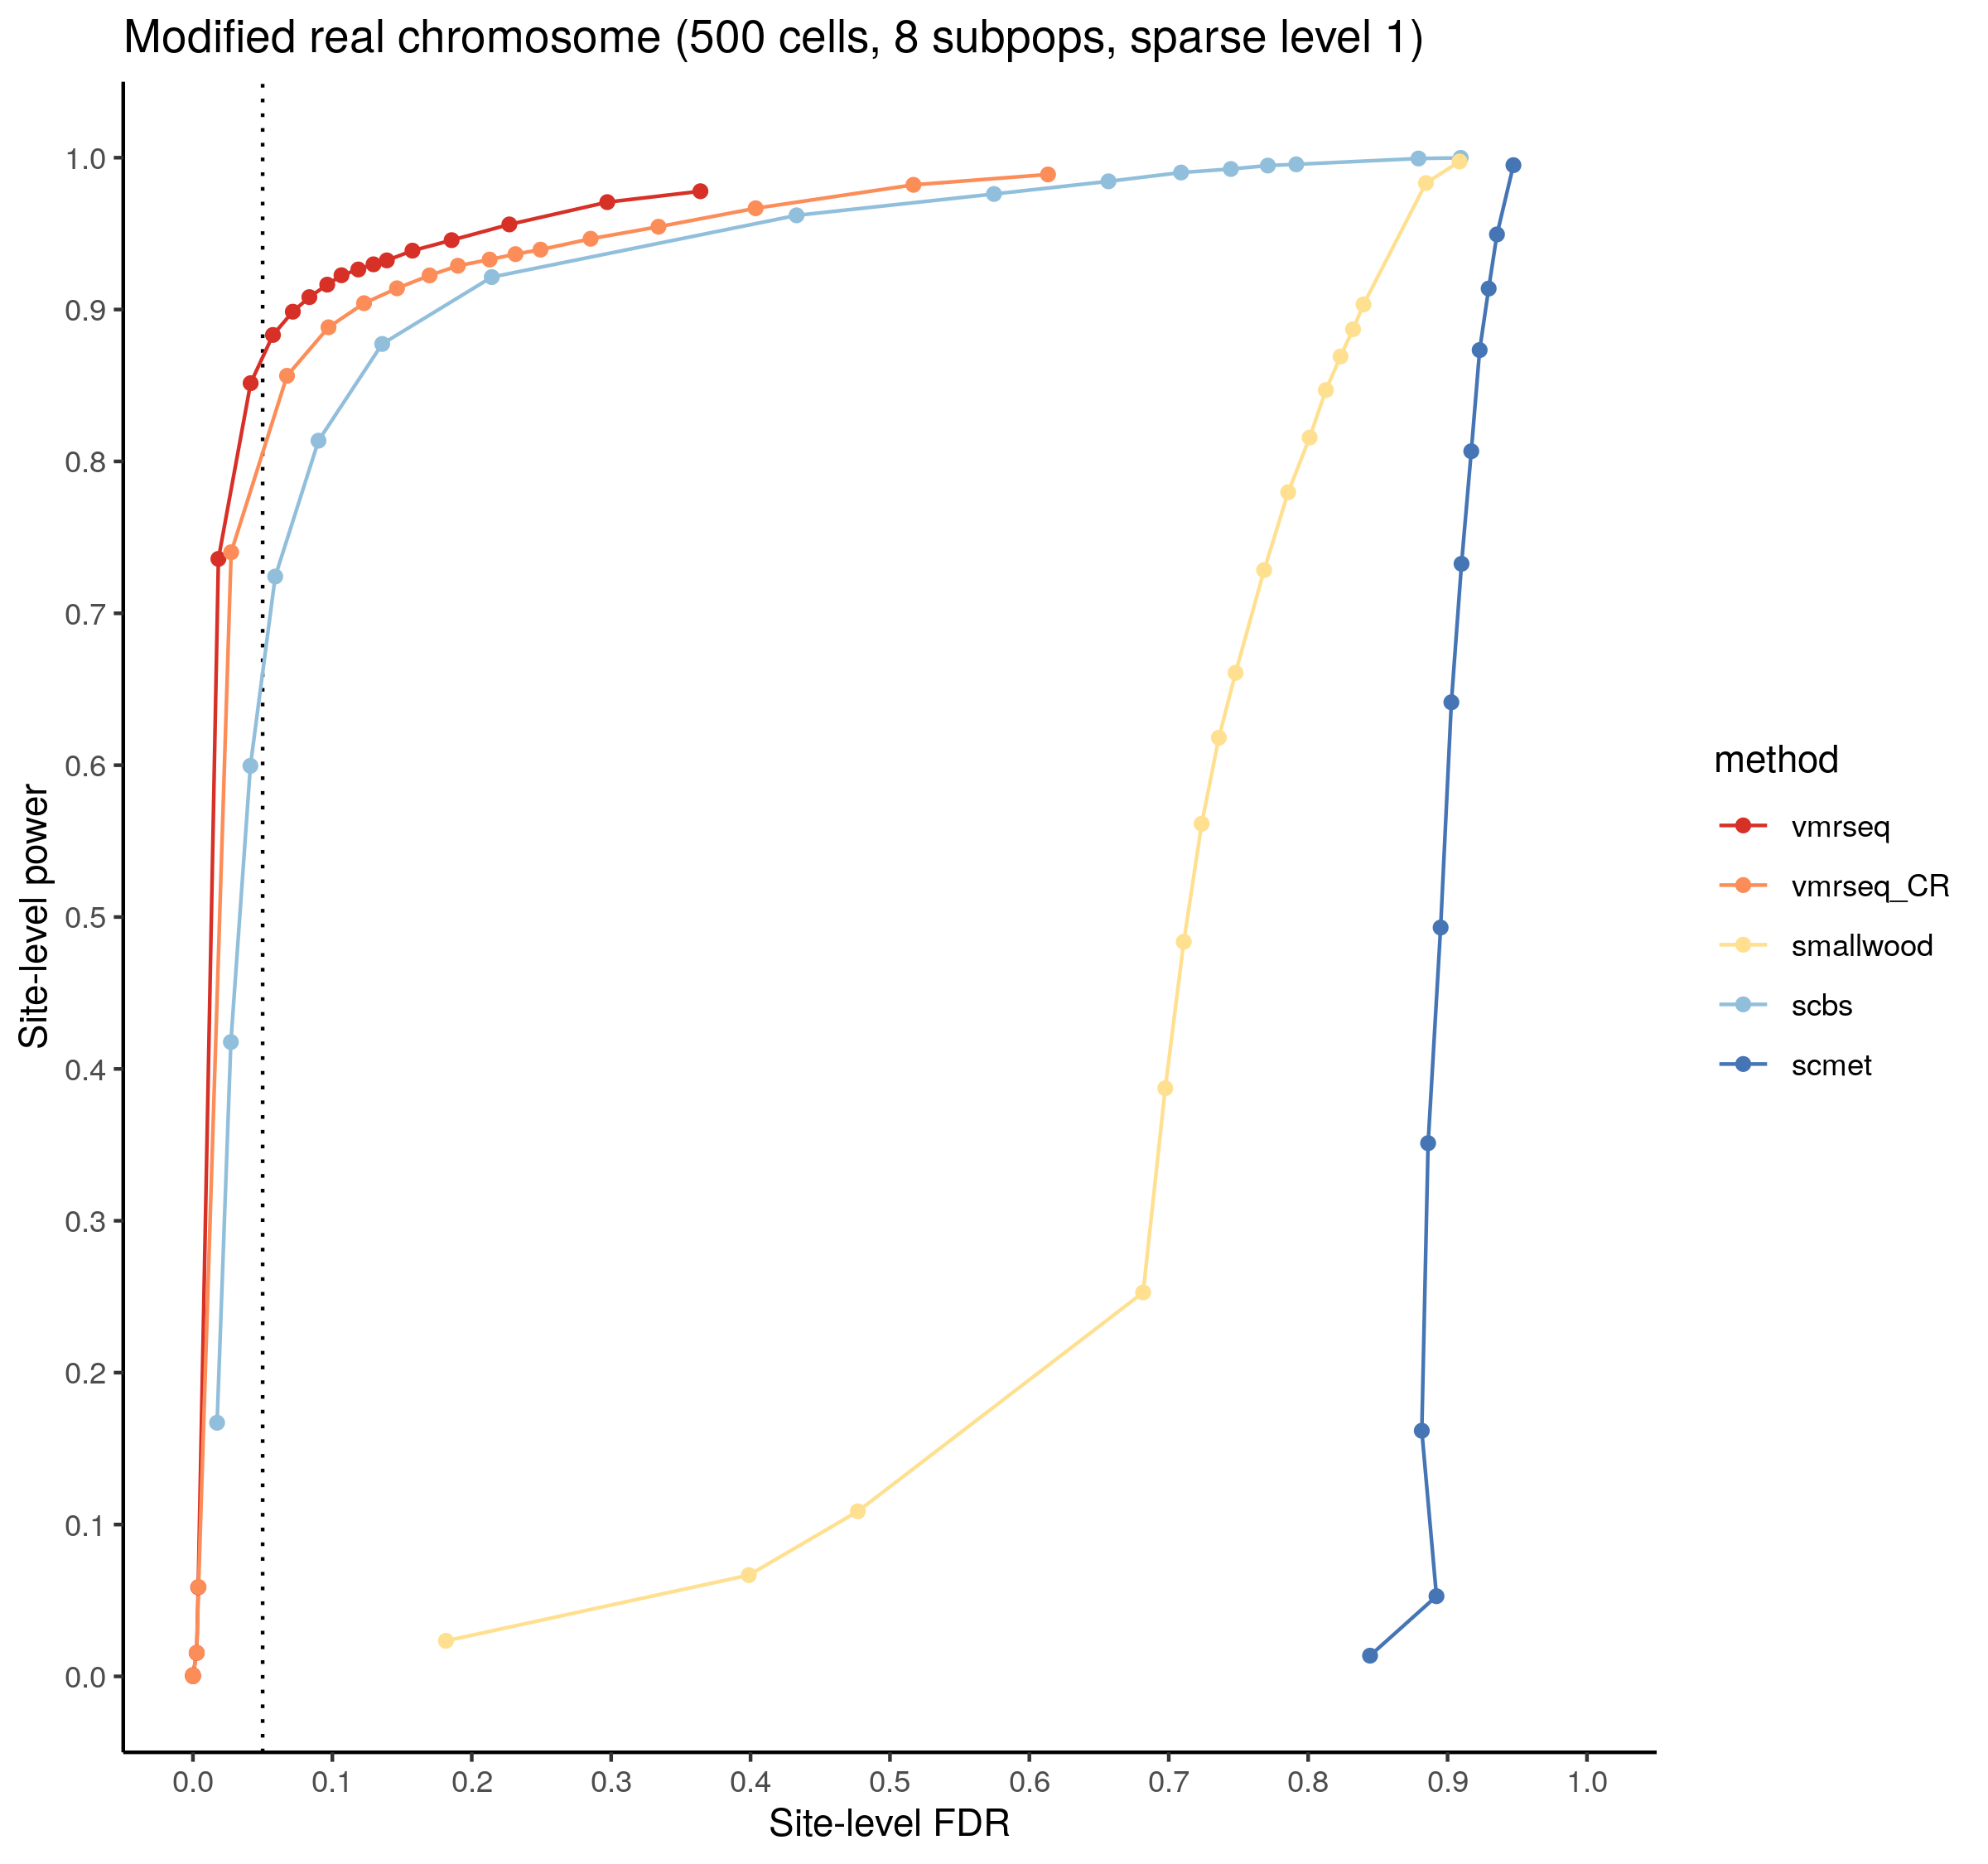 Modified real chromosome (500 cells, 8 subpops, sparse level 1)
Site-level power
1.0
0.9
0.8
0.7
0.6
0.5
0.4
0.3
0.2
0.1
0.0
0.0 0.1 0.2 0.3 0.4 0.5 0.6 0.7 0.8 0.9 1.0
Site-level FDR
method
vmrseq
vmrseq_CR
smallwood
scbs
scmet